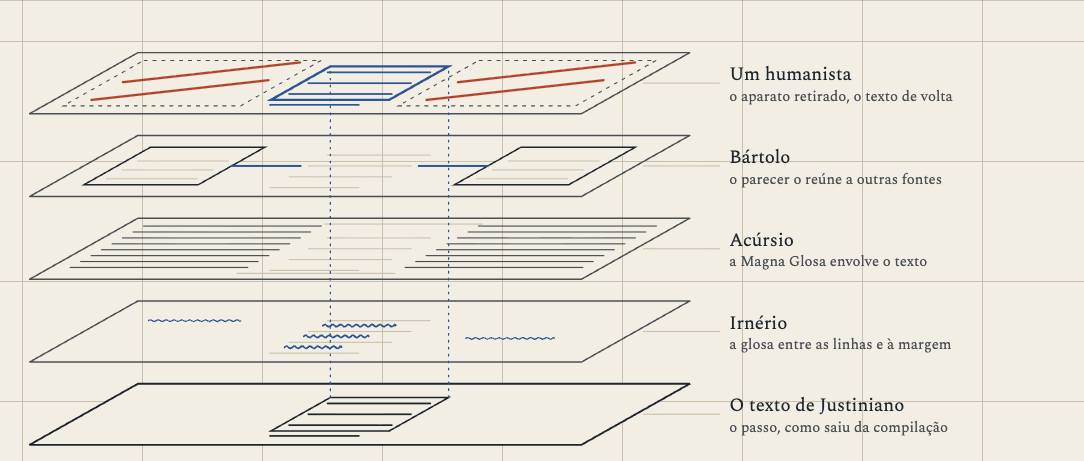 Um humanista
o aparato retirado, o texto de volta
Bártolo
o parecer o reúne a outras fontes
Acúrsio
a Magna Glosa envolve o texto
Irnério
a glosa entre as linhas e à margem
O texto de Justiniano
o passo, como saiu da compilação